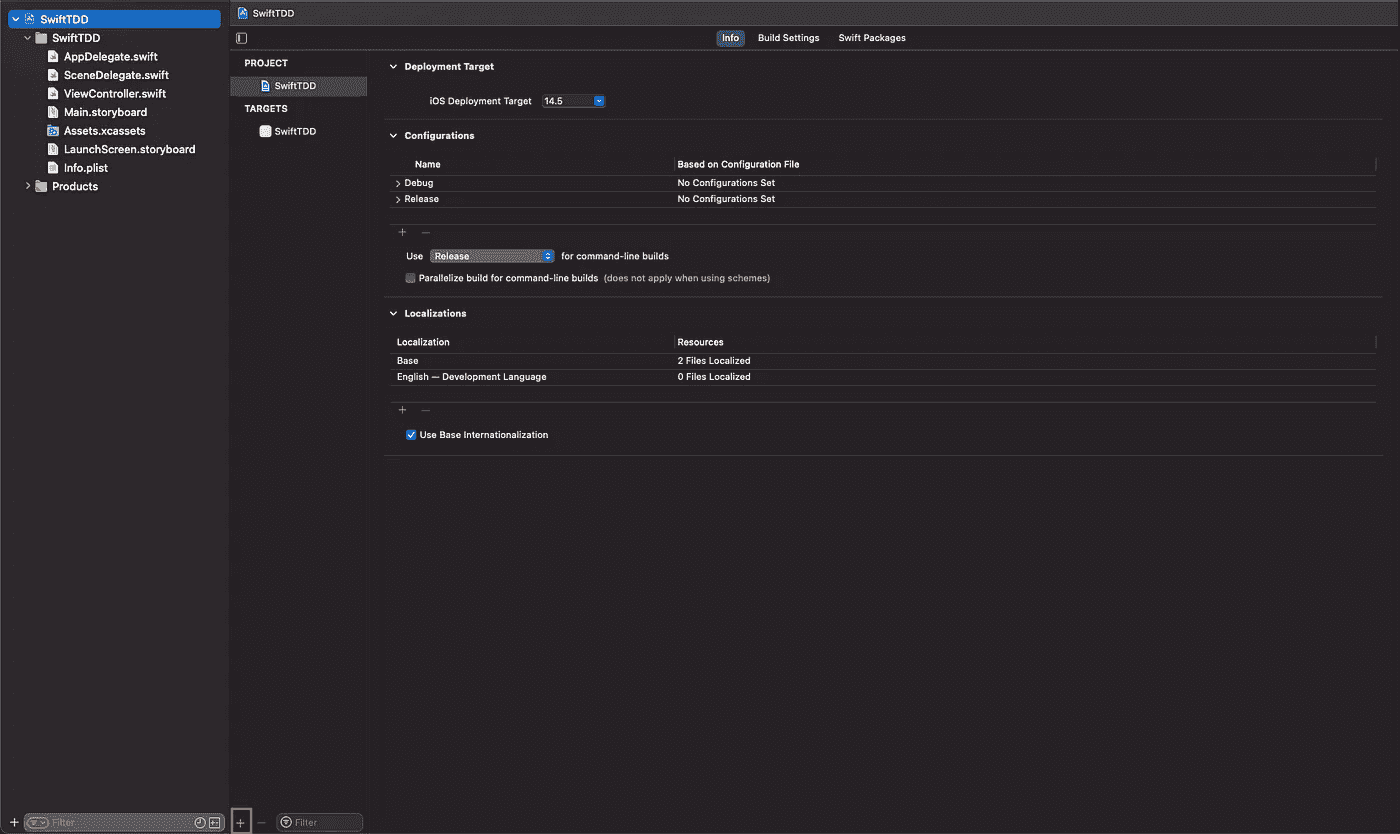 SwiftTDD
SwiftTDD
AppDelegate.swift
SceneDelegate.swift
ViewController.swift
Main.storyboard
Assets.xcassets
LaunchScreen.storyboard
Info.plist
Products
Filter
SwiftTDD
Info Build Settings Swift Packages
PROJECT
SwiftTDD
TARGETS
SwiftTDD
Filter
Deployment Target
iOS Deployment Target 14.5
Configurations
Name Based on Configuration File
Debug No Configurations Set
Release No Configurations Set
Use Release for command-line builds
Parallelize build for command-line builds (does not apply when using schemes)
Localizations
Localization Resources
Base 2 Files Localized
English — Development Language 0 Files Localized
Use Base Internationalization